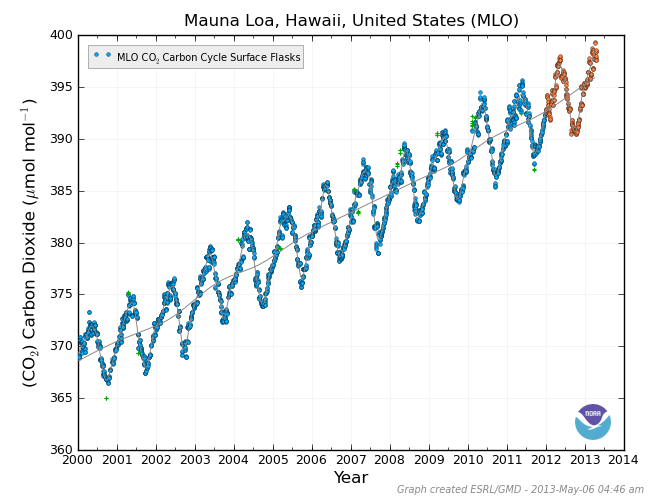 Mauna Loa, Hawaii, United States (MLO)
MLO CO₂ Carbon Cycle Surface Flasks
(CO₂) Carbon Dioxide (μmol mol⁻¹)
400
395
390
385
380
375
370
365
360
2000 2001 2002 2003 2004 2005 2006 2007 2008 2009 2010 2011 2012 2013 2014
Year
NOAA
Graph created ESRL/GMD - 2013-May-06 04:46 am